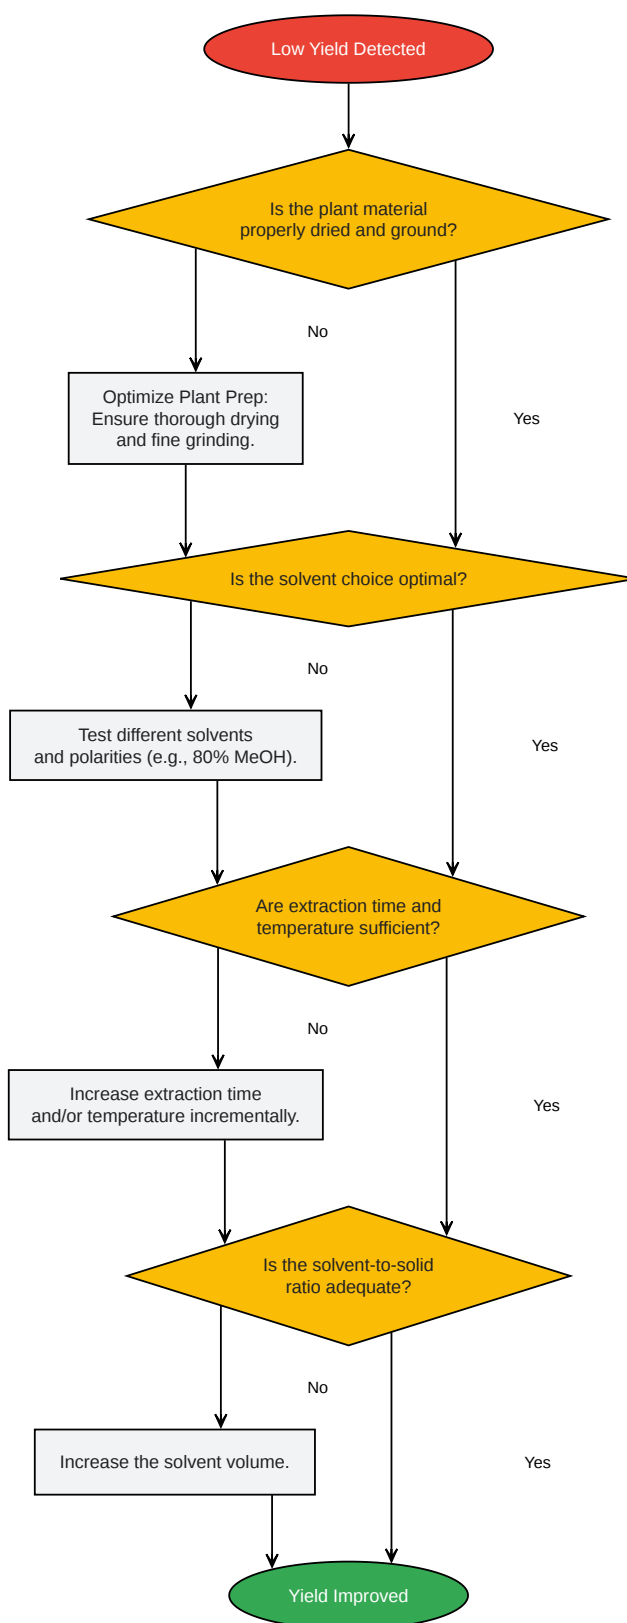 Low Yield Detected
Is the plant material
properly dried and ground?
No
Optimize Plant Prep:
Ensure thorough drying
and fine grinding.
Yes
Is the solvent choice optimal?
No
Test different solvents
and polarities (e.g., 80% MeOH).
Yes
Are extraction time and
temperature sufficient?
No
Increase extraction time
and/or temperature incrementally.
Yes
Is the solvent-to-solid
ratio adequate?
No
Increase the solvent volume.
Yes
Yield Improved